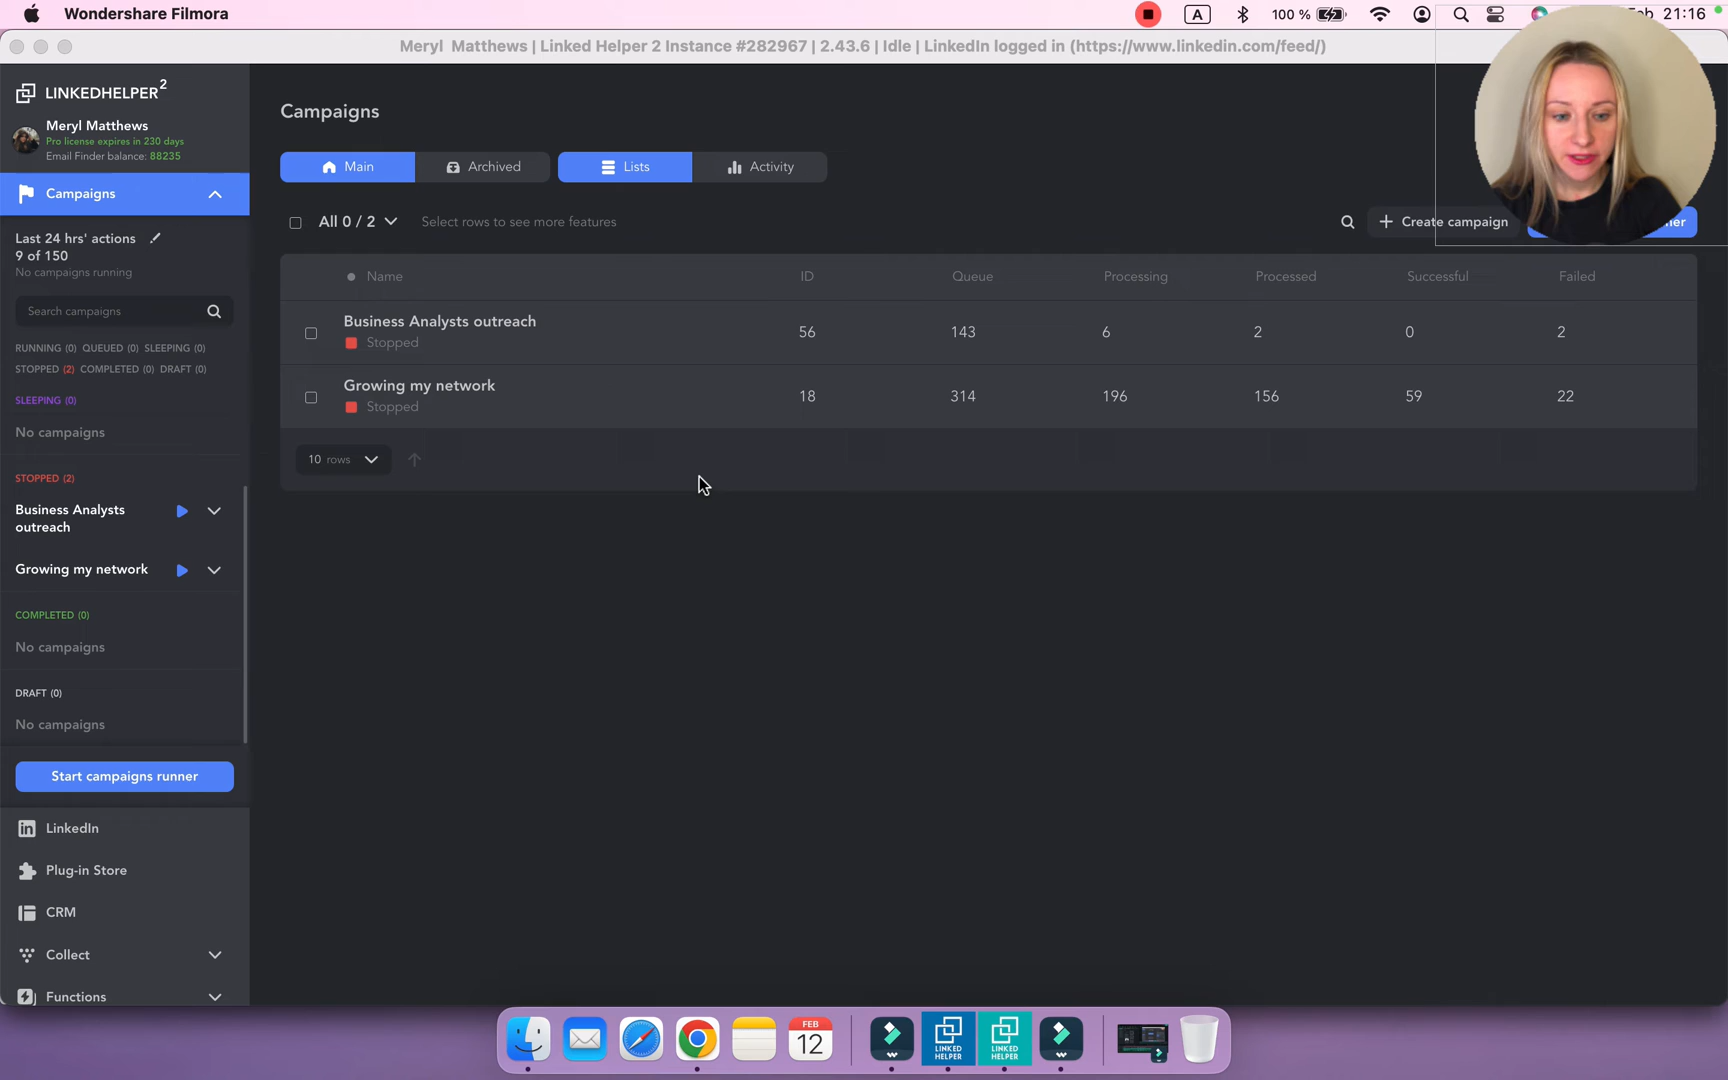 Wondershare Filmora
A
100 %
eb 21:16
Meryl Matthews | Linked Helper 2 Instance #282967 | 2.43.6 | Idle | LinkedIn logged in (https://www.linkedin.com/feed/)
LINKEDHELPER2
Meryl Matthews
Pro license expires in 230 days
Email Finder balance: 88235
Campaigns
Last 24 hrs' actions
9 of 150
No campaigns running
Search campaigns
RUNNING (0) QUEUED (0) SLEEPING (0)
STOPPED (2) COMPLETED (0) DRAFT (0)
SLEEPING (0)
No campaigns
STOPPED (2)
Business Analysts
outreach
Growing my network
COMPLETED (0)
No campaigns
DRAFT (0)
No campaigns
Start campaigns runner
LinkedIn
Plug-in Store
CRM
Collect
Functions
Campaigns
Main Archived Lists Activity
All 0 / 2 Select rows to see more features + Create campaign
Name ID Queue Processing Processed Successful Failed
Business Analysts outreach 56 143 6 2 0 2
Stopped
Growing my network 18 314 196 156 59 22
Stopped
10 rows
FEB
12
LINKED
HELPER
LINKED
HELPER